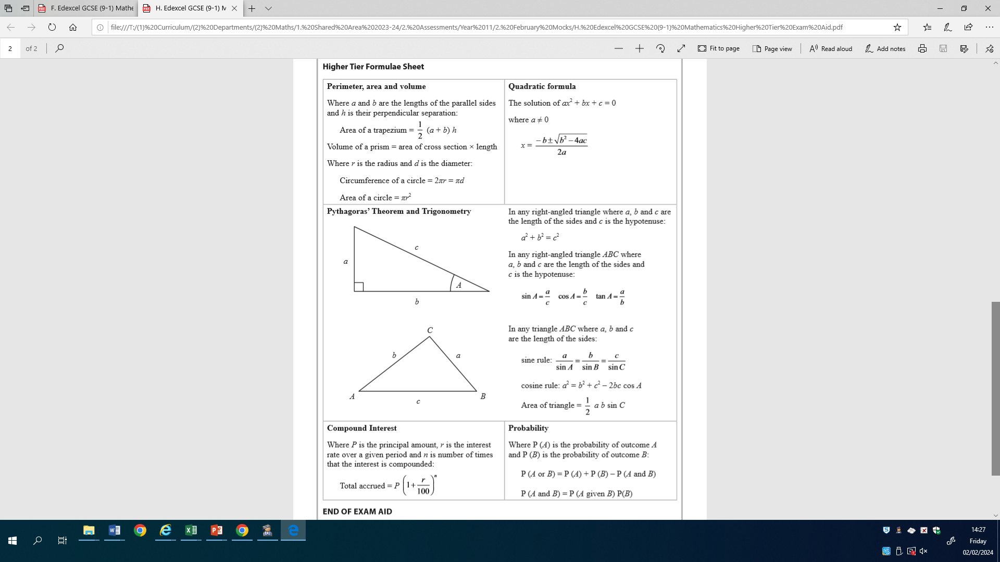 F. Edexcel GCSE (9-1) Mathe
H. Edexcel GCSE (9-1) M
file:///T:/(1)%20Curriculum/(2)%20Departments/(2)%20Maths/1.%20Shared%20Area%202023-24/2.%20Assessments/Year%2011/2.%20February%20Mocks/H.%20Edexcel%20GCSE%20(9-1)%20Mathematics%20Higher%20Tier%20Exam%20Aid.pdf
2 of 2
Fit to page
Page view
Read aloud
Add notes
Higher Tier Formulae Sheet
Perimeter, area and volume
Where a and b are the lengths of the parallel sides
and h is their perpendicular separation:
Area of a trapezium = 1/2 (a + b) h
Volume of a prism = area of cross section × length
Where r is the radius and d is the diameter:
Circumference of a circle = 2πr = πd
Area of a circle = πr²
Quadratic formula
The solution of ax² + bx + c = 0
where a ≠ 0
x = (−b ± √(b² − 4ac)) / 2a
Pythagoras' Theorem and Trigonometry
c
a
A
b
In any right-angled triangle where a, b and c are
the length of the sides and c is the hypotenuse:
a² + b² = c²
In any right-angled triangle ABC where
a, b and c are the length of the sides and
c is the hypotenuse:
sin A = a/c cos A = b/c tan A = a/b
C
b
a
A
B
c
In any triangle ABC where a, b and c
are the length of the sides:
sine rule: a/sin A = b/sin B = c/sin C
cosine rule: a² = b² + c² − 2bc cos A
Area of triangle = 1/2 a b sin C
Compound Interest
Where P is the principal amount, r is the interest
rate over a given period and n is number of times
that the interest is compounded:
Total accrued = P (1 + r/100)ⁿ
Probability
Where P (A) is the probability of outcome A
and P (B) is the probability of outcome B:
P (A or B) = P (A) + P (B) − P (A and B)
P (A and B) = P (A given B) P(B)
END OF EXAM AID
14:27
Friday
02/02/2024